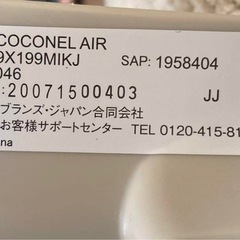 COCONEL AIR
9X199MIKJ SAP: 1958404
046
:20071500403 JJ
ブランズ・ジャパン合同会社
お客様サポートセンター TEL 0120-415-81
na